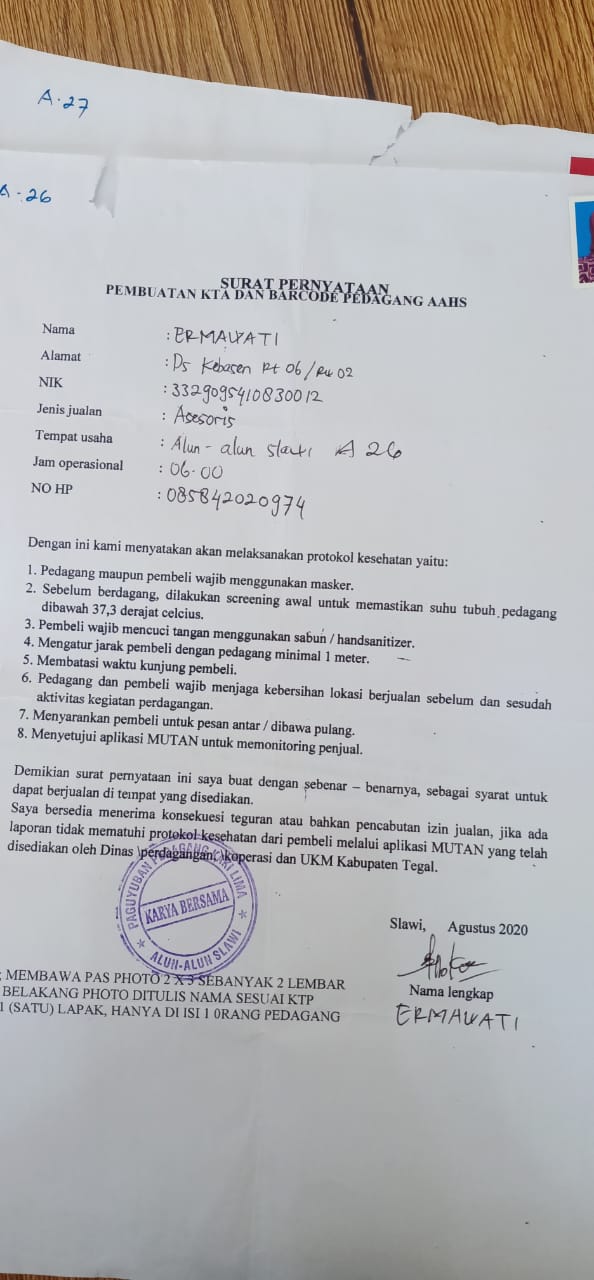 A.27
A.26
SURAT PERNYATAAN
PEMBUATAN KTA DAN BARCODE PEDAGANG AAHS
Nama : ERMAWATI
Alamat : Ds Kebasen Rt 06/Rw 02
NIK : 3329095410830012
Jenis jualan : Asesoris
Tempat usaha : Alun-alun slawi A 26
Jam operasional : 06.00
NO HP : 085842020974
Dengan ini kami menyatakan akan melaksanakan protokol kesehatan yaitu:
1. Pedagang maupun pembeli wajib menggunakan masker.
2. Sebelum berdagang, dilakukan screening awal untuk memastikan suhu tubuh pedagang
dibawah 37,3 derajat celcius.
3. Pembeli wajib mencuci tangan menggunakan sabun / handsanitizer.
4. Mengatur jarak pembeli dengan pedagang minimal 1 meter.
5. Membatasi waktu kunjung pembeli.
6. Pedagang dan pembeli wajib menjaga kebersihan lokasi berjualan sebelum dan sesudah
aktivitas kegiatan perdagangan.
7. Menyarankan pembeli untuk pesan antar / dibawa pulang.
8. Menyetujui aplikasi MUTAN untuk memonitoring penjual.
Demikian surat pernyataan ini saya buat dengan sebenar – benarnya, sebagai syarat untuk
dapat berjualan di tempat yang disediakan.
Saya bersedia menerima konsekuesi teguran atau bahkan pencabutan izin jualan, jika ada
laporan tidak mematuhi protokol kesehatan dari pembeli melalui aplikasi MUTAN yang telah
disediakan oleh Dinas \perdagangan, \koperasi dan UKM Kabupaten Tegal.
PAGUYUBAN PEDAGANG KAKI LIMA
KARYA BERSAMA
ALUN-ALUN SLAWI
Slawi, Agustus 2020
Nama lengkap
ERMAWATI
: MEMBAWA PAS PHOTO 2 X 3 SEBANYAK 2 LEMBAR
BELAKANG PHOTO DITULIS NAMA SESUAI KTP
1 (SATU) LAPAK, HANYA DI ISI 1 0RANG PEDAGANG